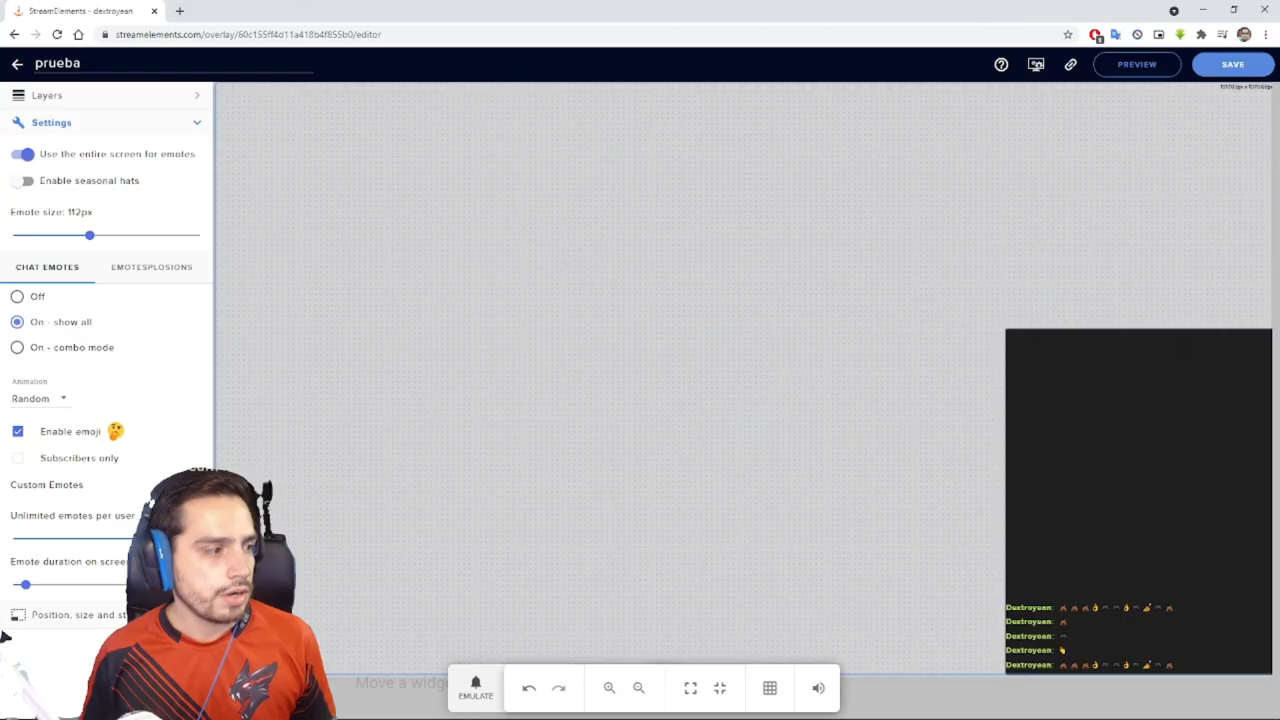 StreamElements - dextroyean
streamelements.com/overlay/60c155ff4d11a418b4f855b0/editor
prueba
PREVIEW
SAVE
Layers
Settings
Use the entire screen for emotes
Enable seasonal hats
Emote size: 112px
CHAT EMOTES
EMOTESPLOSIONS
Off
On - show all
On - combo mode
Animation
Random
Enable emoji 🤔
Subscribers only
Custom Emotes
Unlimited emotes per user
Emote duration on scree
Position, size and st
Dextroyean:
Dextroyean:
Dextroyean:
Dextroyean:
Dextroyean:
Move a widg
EMULATE